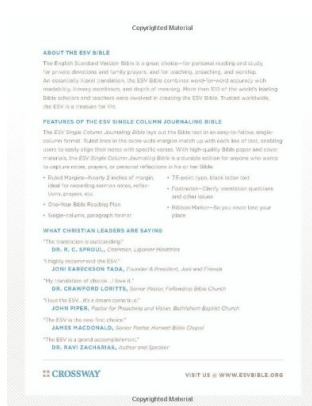 Copyrighted Material
ABOUT THE ESV BIBLE
The English Standard Version Bible is a great choice—for personal reading and study,
for private devotions and family prayers, and for teaching, preaching, and worship.
An essentially literal translation, the ESV Bible combines word-for-word accuracy with
readability, literary excellence, and depth of meaning. More than 100 of the world's leading
Bible scholars and teachers were involved in creating the ESV Bible. Trusted worldwide,
the ESV is a treasure for life.
FEATURES OF THE ESV SINGLE COLUMN JOURNALING BIBLE
The ESV Single Column Journaling Bible lays out the Bible text in an easy-to-follow, single-
column format. Ruled lines in the extra-wide margins match up with each line of text, enabling
users to easily align their notes with specific verses. With high-quality Bible paper and cover
materials, the ESV Single Column Journaling Bible is a durable edition for anyone who wants
to capture notes, prayers, or personal reflections in his or her Bible.
• Ruled Margins—Nearly 2 inches of margin,
ideal for recording sermon notes, reflec-
tions, prayers, etc.
• One-Year Bible Reading Plan
• Single-column, paragraph format
• 7.5-point type, black letter text
• Footnotes—Clarify translation questions
and other issues
• Ribbon Marker—So you never lose your
place
WHAT CHRISTIAN LEADERS ARE SAYING
"The translation is outstanding."
DR. R. C. SPROUL, Chairman, Ligonier Ministries
"I highly recommend the ESV."
JONI EARECKSON TADA, Founder & President, Joni and Friends
"My translation of choice...I love it."
DR. CRAWFORD LORITTS, Senior Pastor, Fellowship Bible Church
"I love the ESV...It's a dream come true."
JOHN PIPER, Pastor for Preaching and Vision, Bethlehem Baptist Church
"The ESV is the new first choice."
JAMES MACDONALD, Senior Pastor, Harvest Bible Chapel
"The ESV is a grand accomplishment."
DR. RAVI ZACHARIAS, Author and Speaker
CROSSWAY
VISIT US @ WWW.ESVBIBLE.ORG
Copyrighted Material